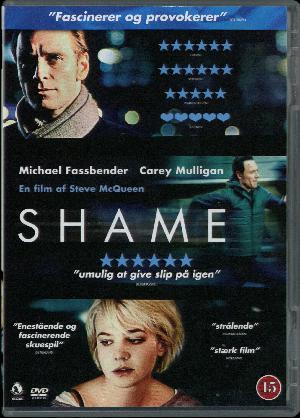 "Fascinerer og provokerer"
Michael Fassbender Carey Mulligan
En film af Steve McQueen
SHAME
"umulig at give slip på igen"
"Enestående og
fascinerende
skuespil"
"strålende"
"stærk film"
DVD
15